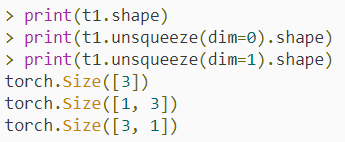 > print(t1.shape)
> print(t1.unsqueeze(dim=0).shape)
> print(t1.unsqueeze(dim=1).shape)
torch.Size([3])
torch.Size([1, 3])
torch.Size([3, 1])